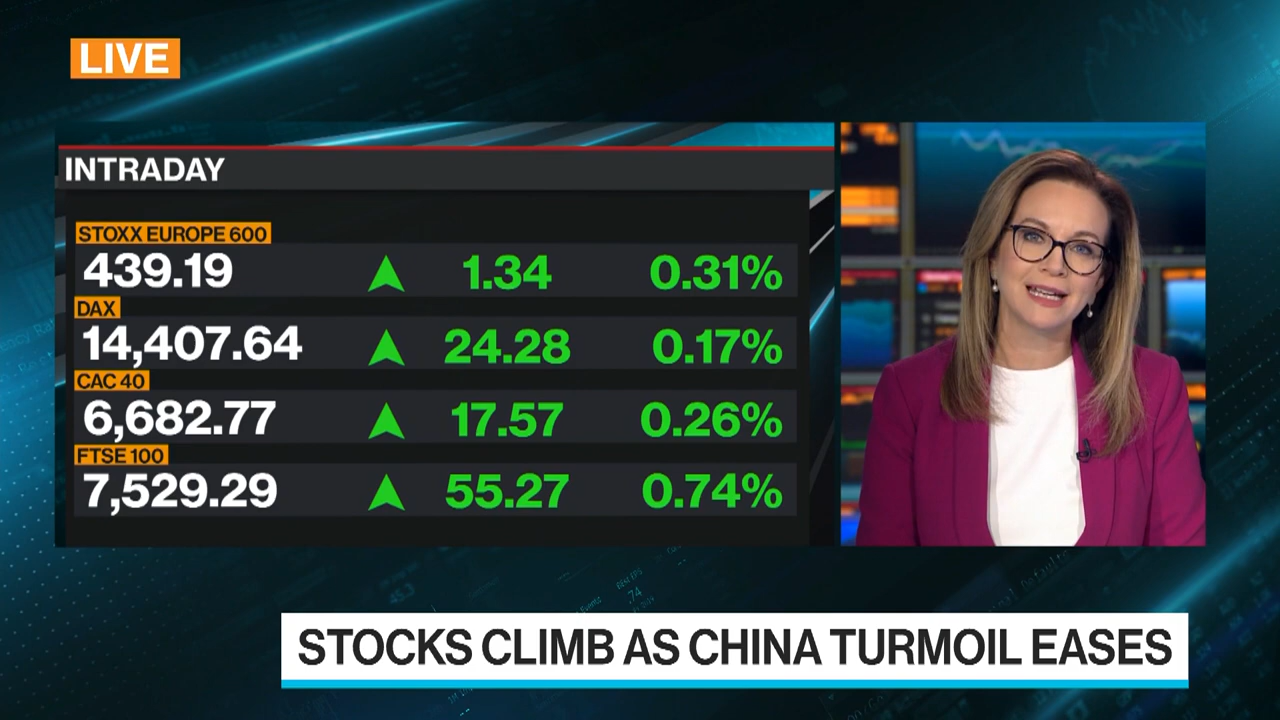 LIVE
INTRADAY
STOXX EUROPE 600
439.19 1.34 0.31%
DAX
14,407.64 24.28 0.17%
CAC 40
6,682.77 17.57 0.26%
FTSE 100
7,529.29 55.27 0.74%
STOCKS CLIMB AS CHINA TURMOIL EASES